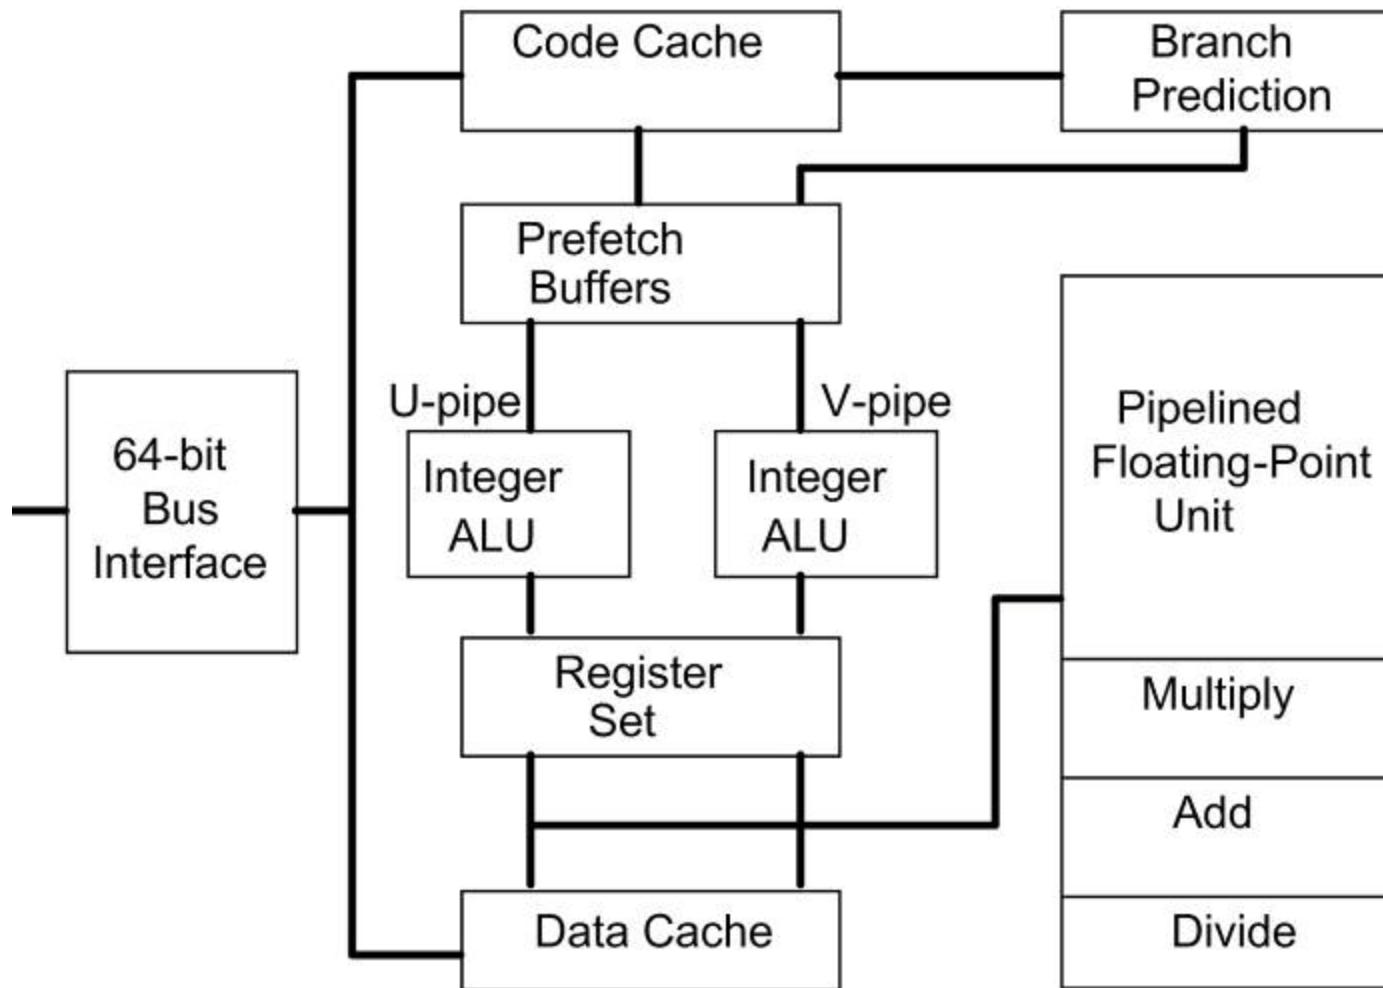 Code Cache
Branch
Prediction
Prefetch
Buffers
U-pipe
V-pipe
64-bit
Bus
Interface
Integer
ALU
Integer
ALU
Pipelined
Floating-Point
Unit
Register
Set
Multiply
Add
Data Cache
Divide